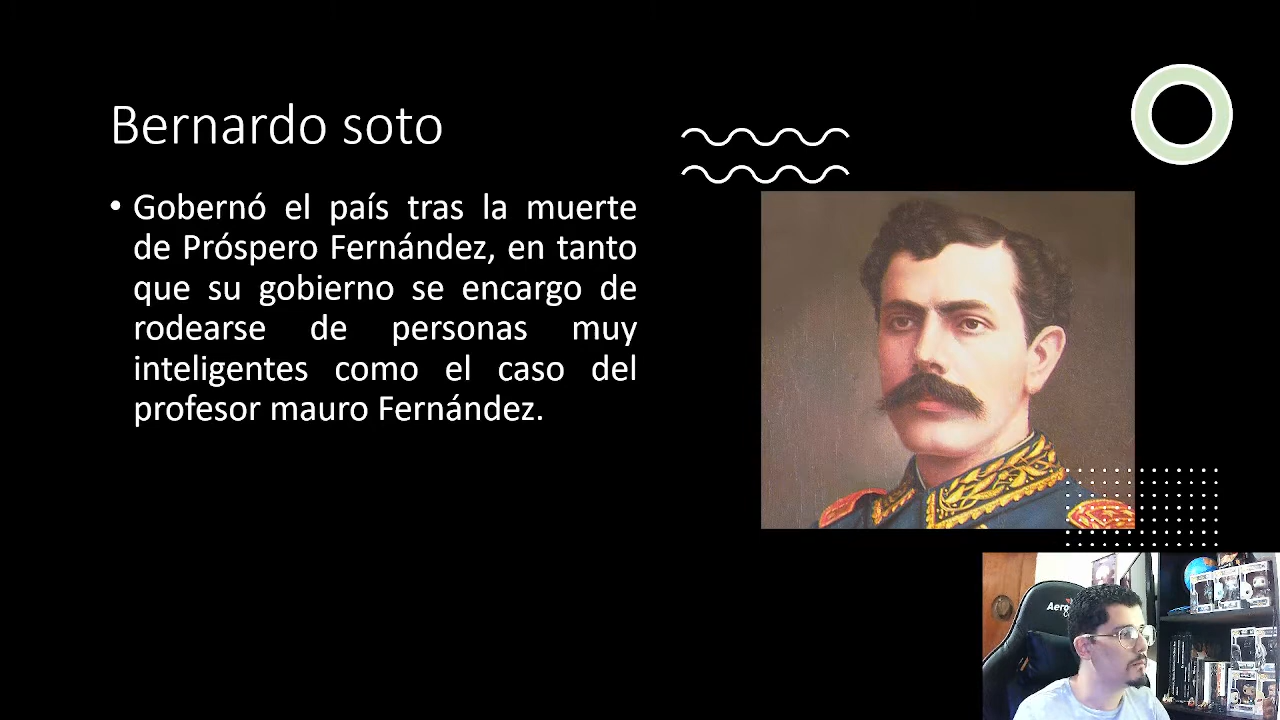 Bernardo soto
• Gobernó el país tras la muerte
de Próspero Fernández, en tanto
que su gobierno se encargo de
rodearse de personas muy
inteligentes como el caso del
profesor mauro Fernández.